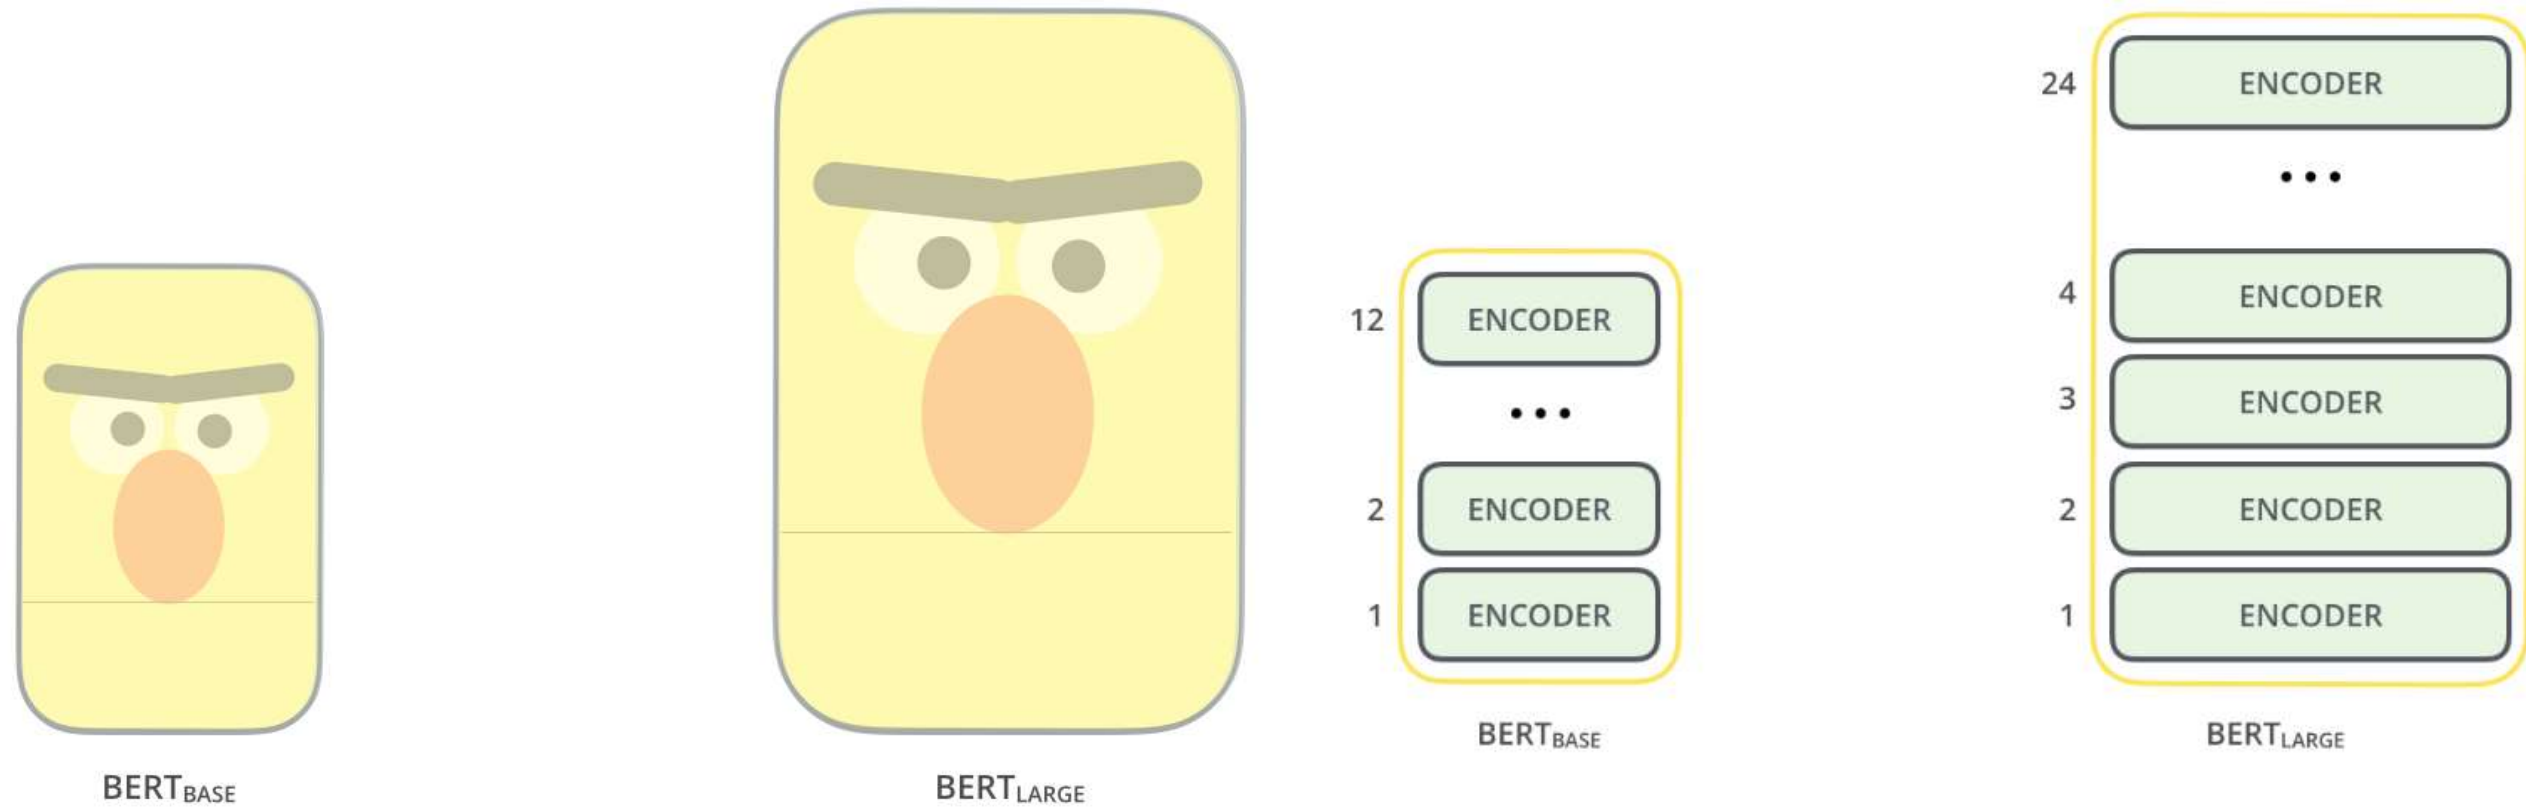 BERTBASE
BERTLARGE
12 ENCODER
...
2 ENCODER
1 ENCODER
BERTBASE
24 ENCODER
...
4 ENCODER
3 ENCODER
2 ENCODER
1 ENCODER
BERTLARGE